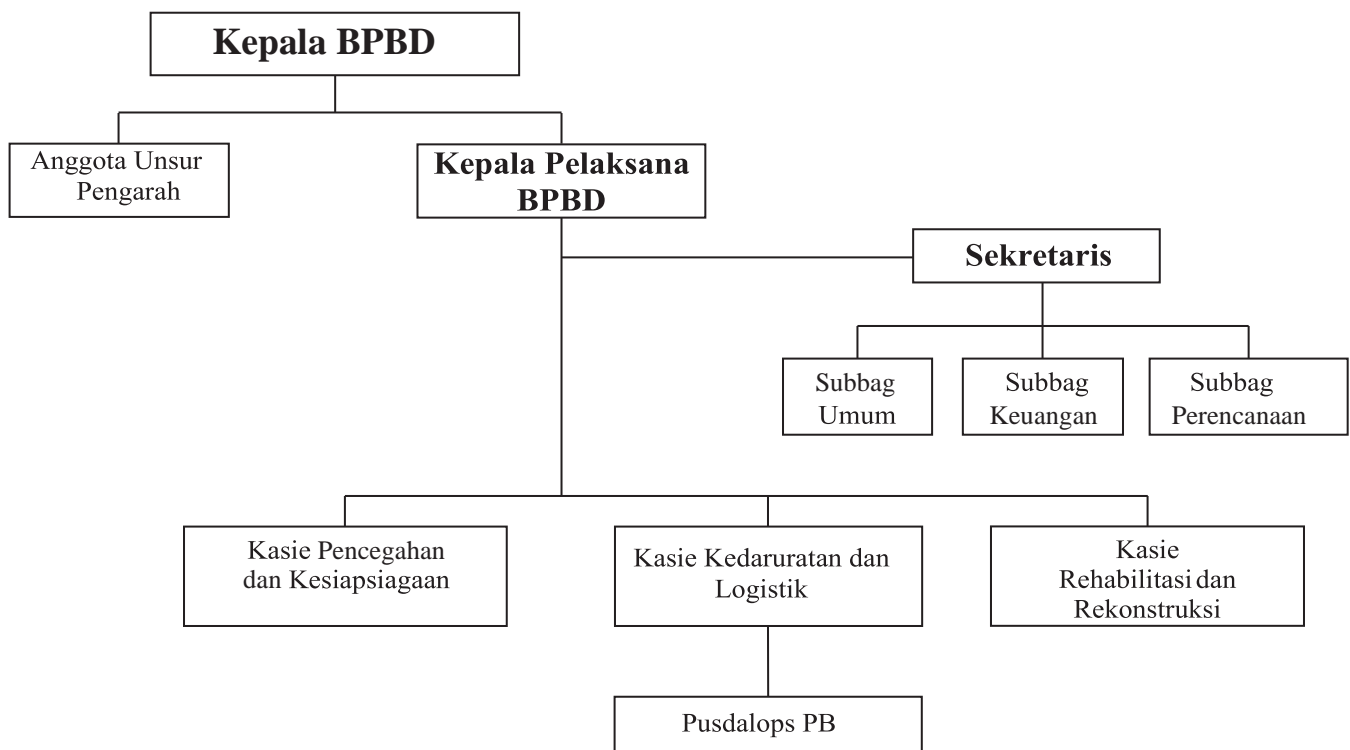 Kepala BPBD
Anggota Unsur
Pengarah
Kepala Pelaksana
BPBD
Sekretaris
Subbag
Umum
Subbag
Keuangan
Subbag
Perencanaan
Kasie Pencegahan
dan Kesiapsiagaan
Kasie Kedaruratan dan
Logistik
Kasie
Rehabilitasi dan
Rekonstruksi
Pusdalops PB